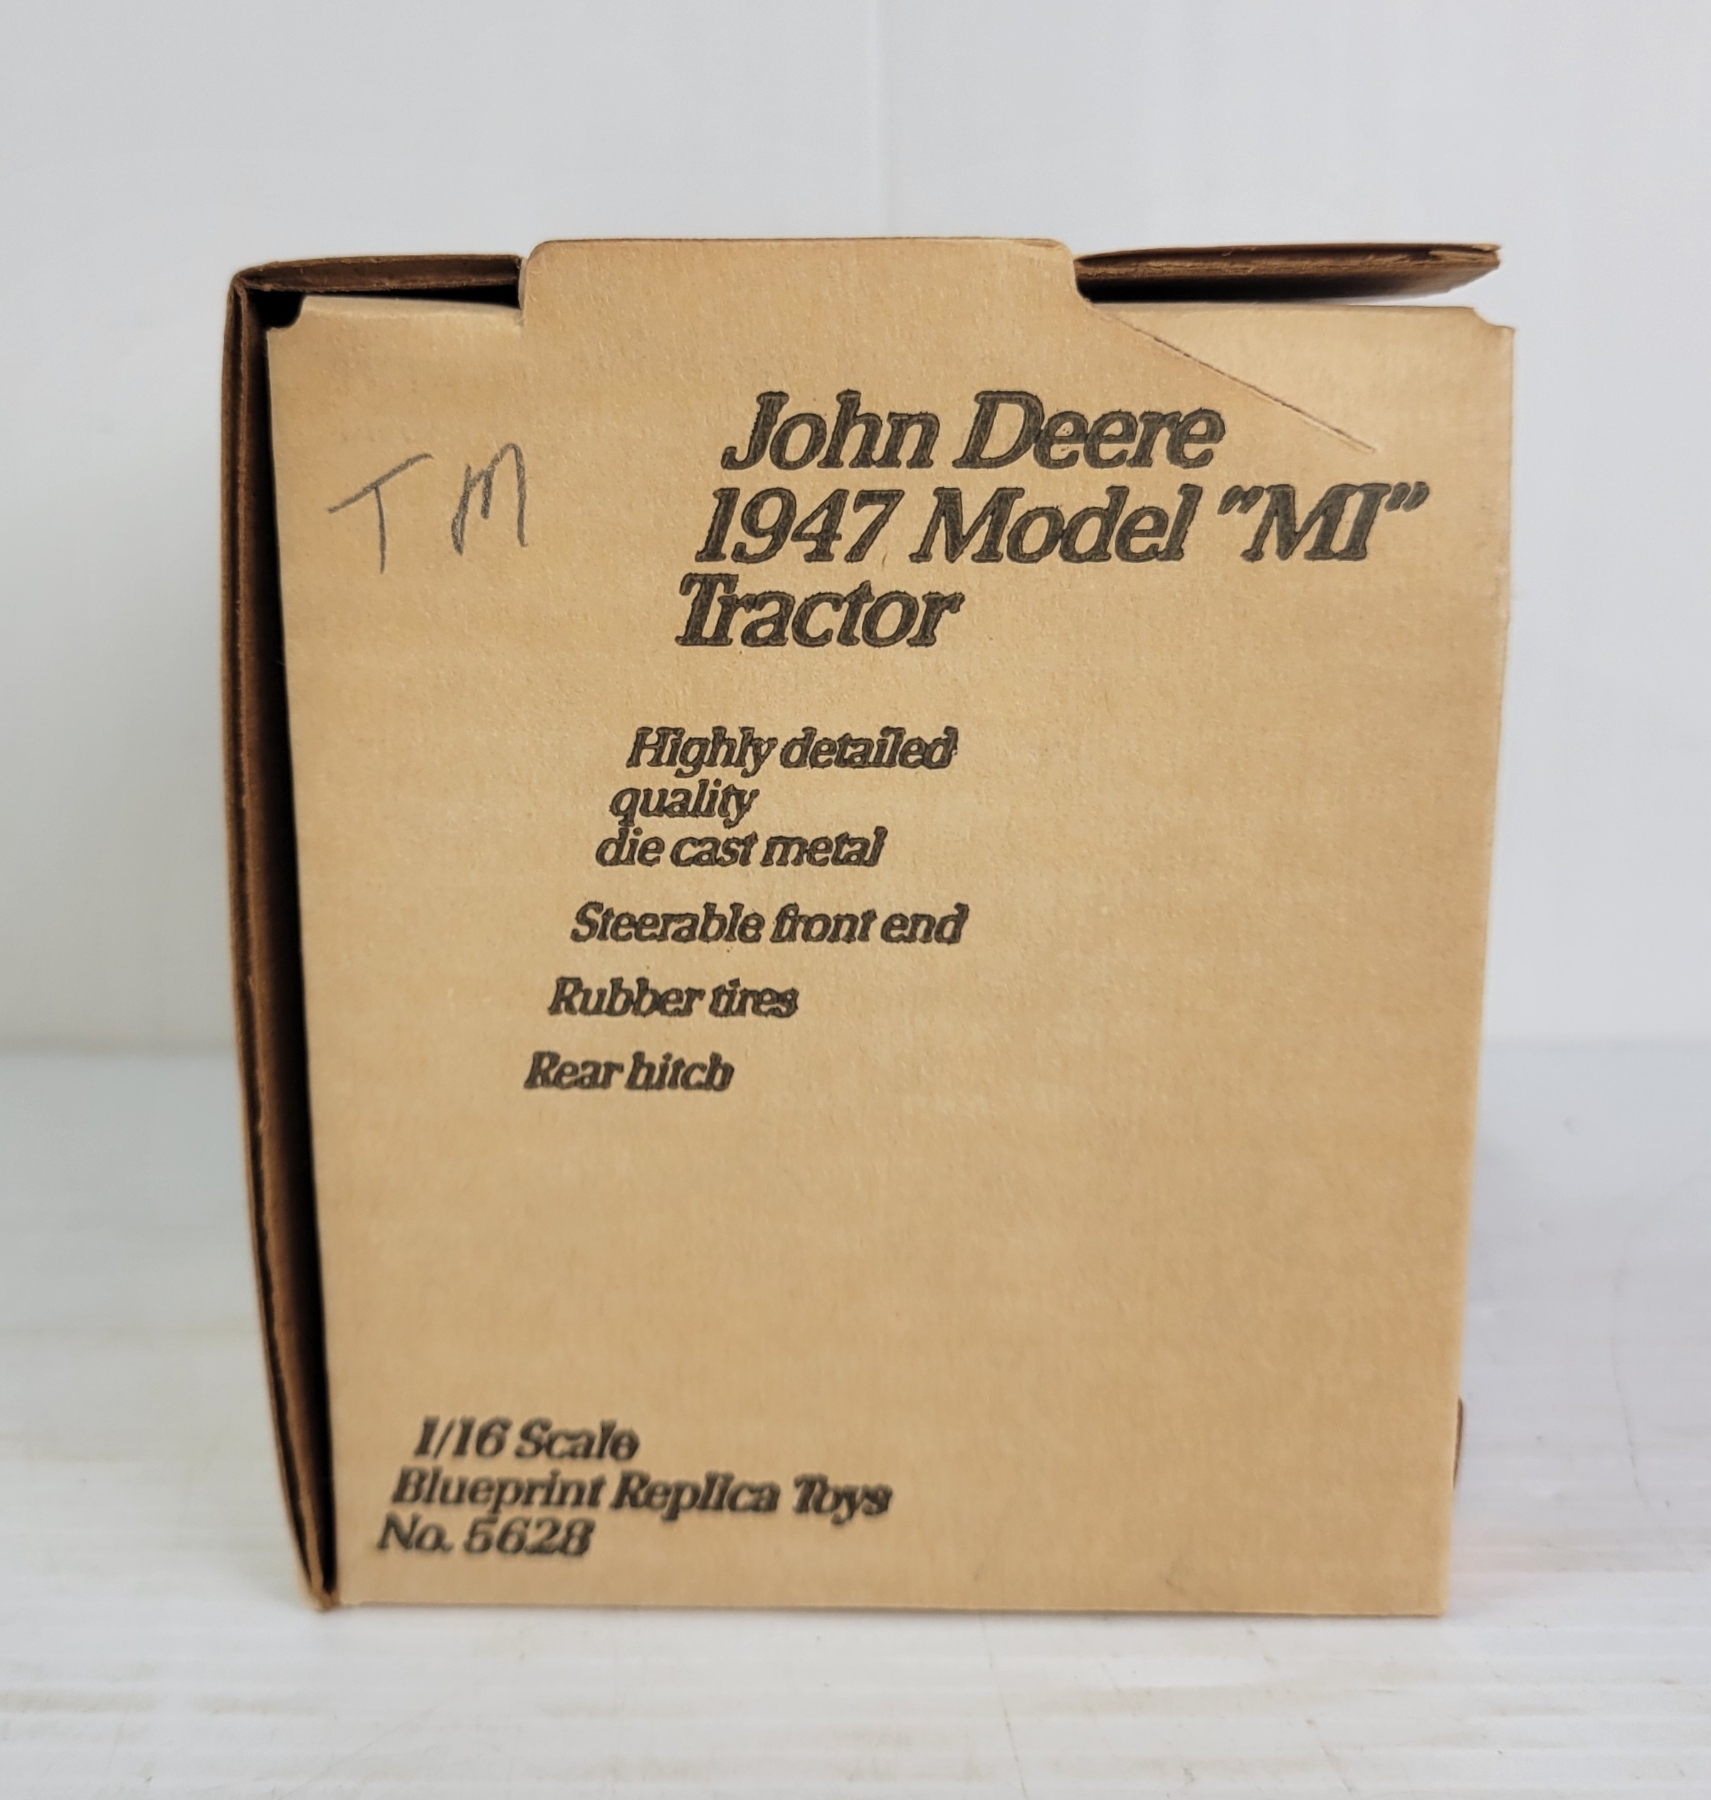 T M
John Deere
1947 Model "MI"
Tractor
Highly detailed
quality
die cast metal
Steerable front end
Rubber tires
Rear hitch
1/16 Scale
Blueprint Replica Toys
No. 5628